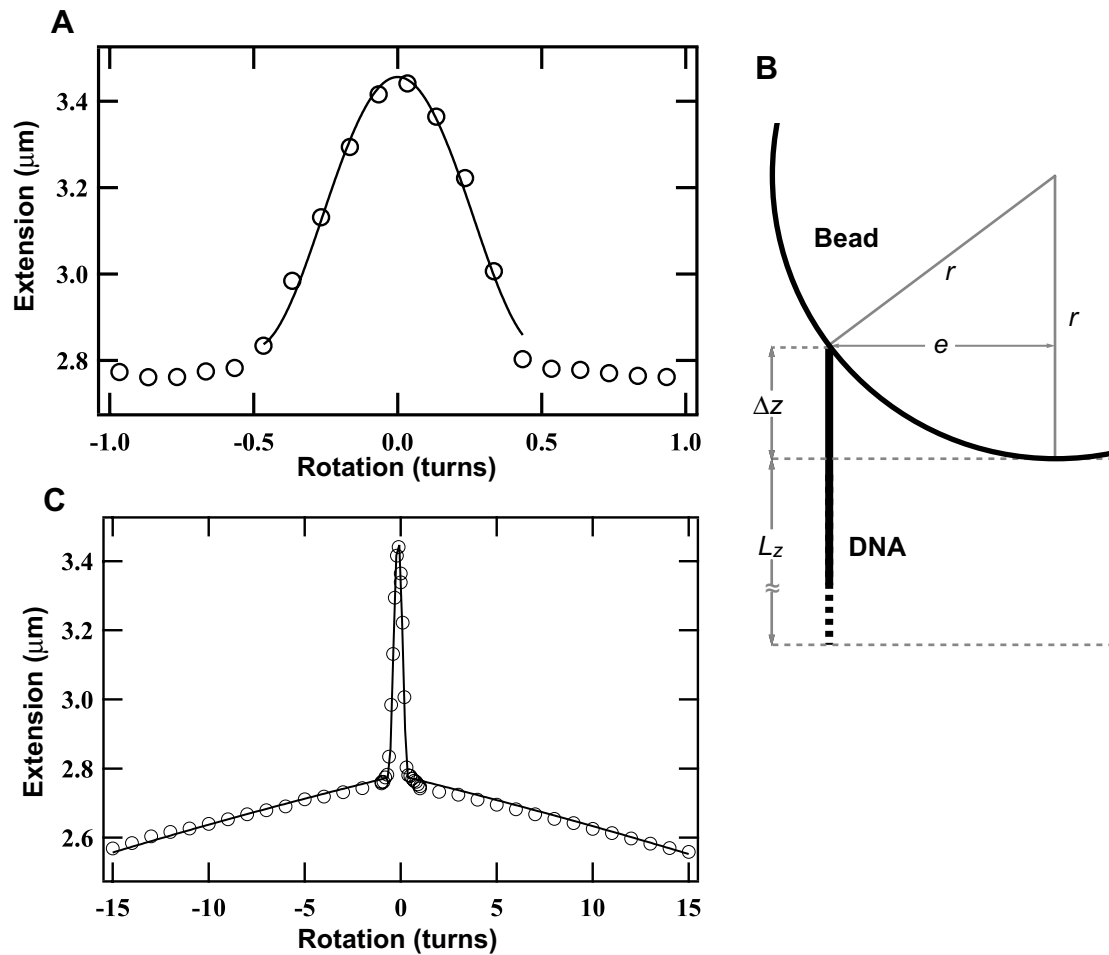 A
Extension (μm)
3.4
3.2
3.0
2.8
-1.0
-0.5
0.0
0.5
1.0
Rotation (turns)
B
Bead
r
r
e
Δz
Lz
≈
DNA
C
Extension (μm)
3.4
3.2
3.0
2.8
2.6
-15
-10
-5
0
5
10
15
Rotation (turns)